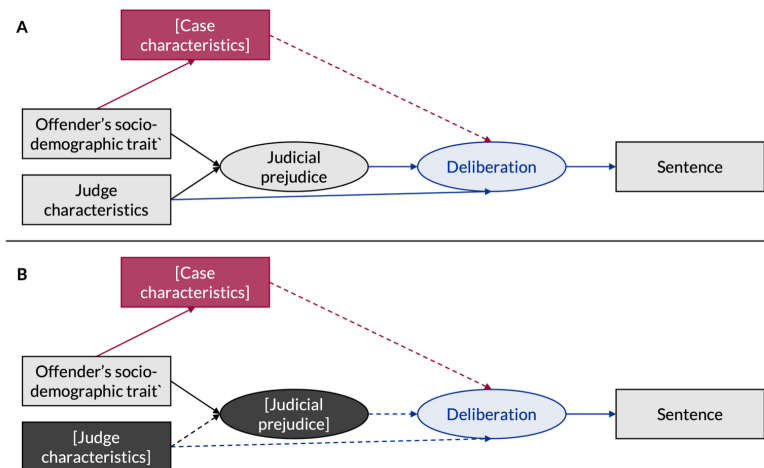 A
[Case
characteristics]
Offender's socio-
demographic trait`
Judge
characteristics
Judicial
prejudice
Deliberation
Sentence
B
[Case
characteristics]
Offender's socio-
demographic trait`
[Judge
characteristics]
[Judicial
prejudice]
Deliberation
Sentence